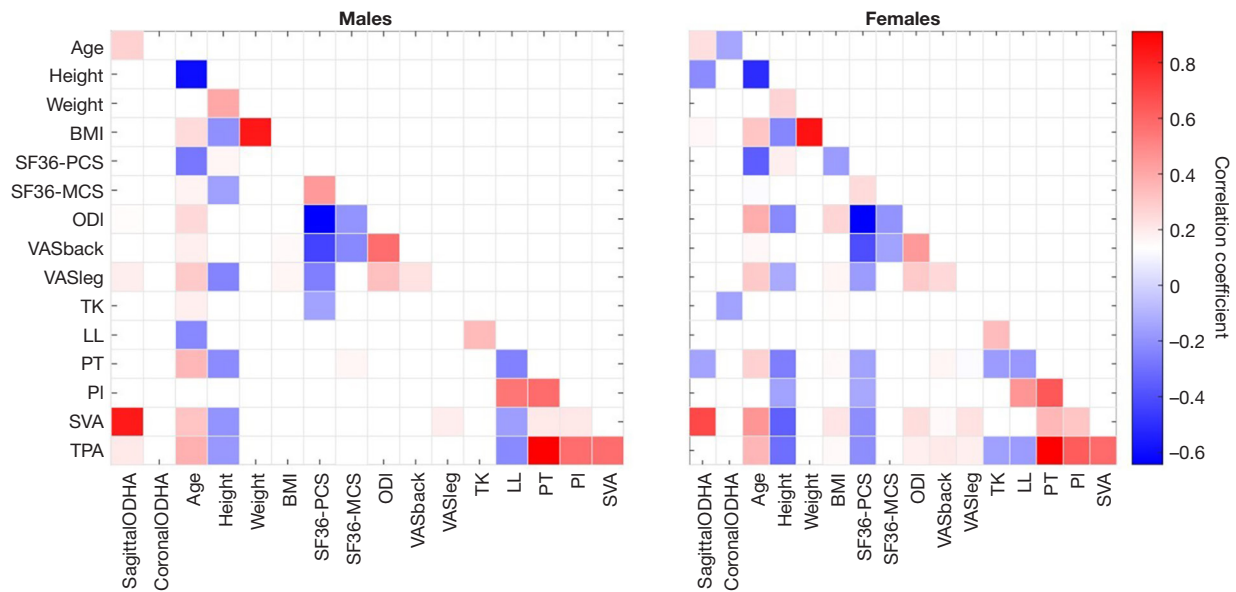 Males
Females
Age
Height
Weight
BMI
SF36-PCS
SF36-MCS
ODI
VASback
VASleg
TK
LL
PT
PI
SVA
TPA
SagittalODHA
CoronalODHA
Age
Height
Weight
BMI
SF36-PCS
SF36-MCS
ODI
VASback
VASleg
TK
LL
PT
PI
SVA
SagittalODHA
CoronalODHA
Age
Height
Weight
BMI
SF36-PCS
SF36-MCS
ODI
VASback
VASleg
TK
LL
PT
PI
SVA
0.8
0.6
0.4
0.2
0
–0.2
–0.4
–0.6
Correlation coefficient